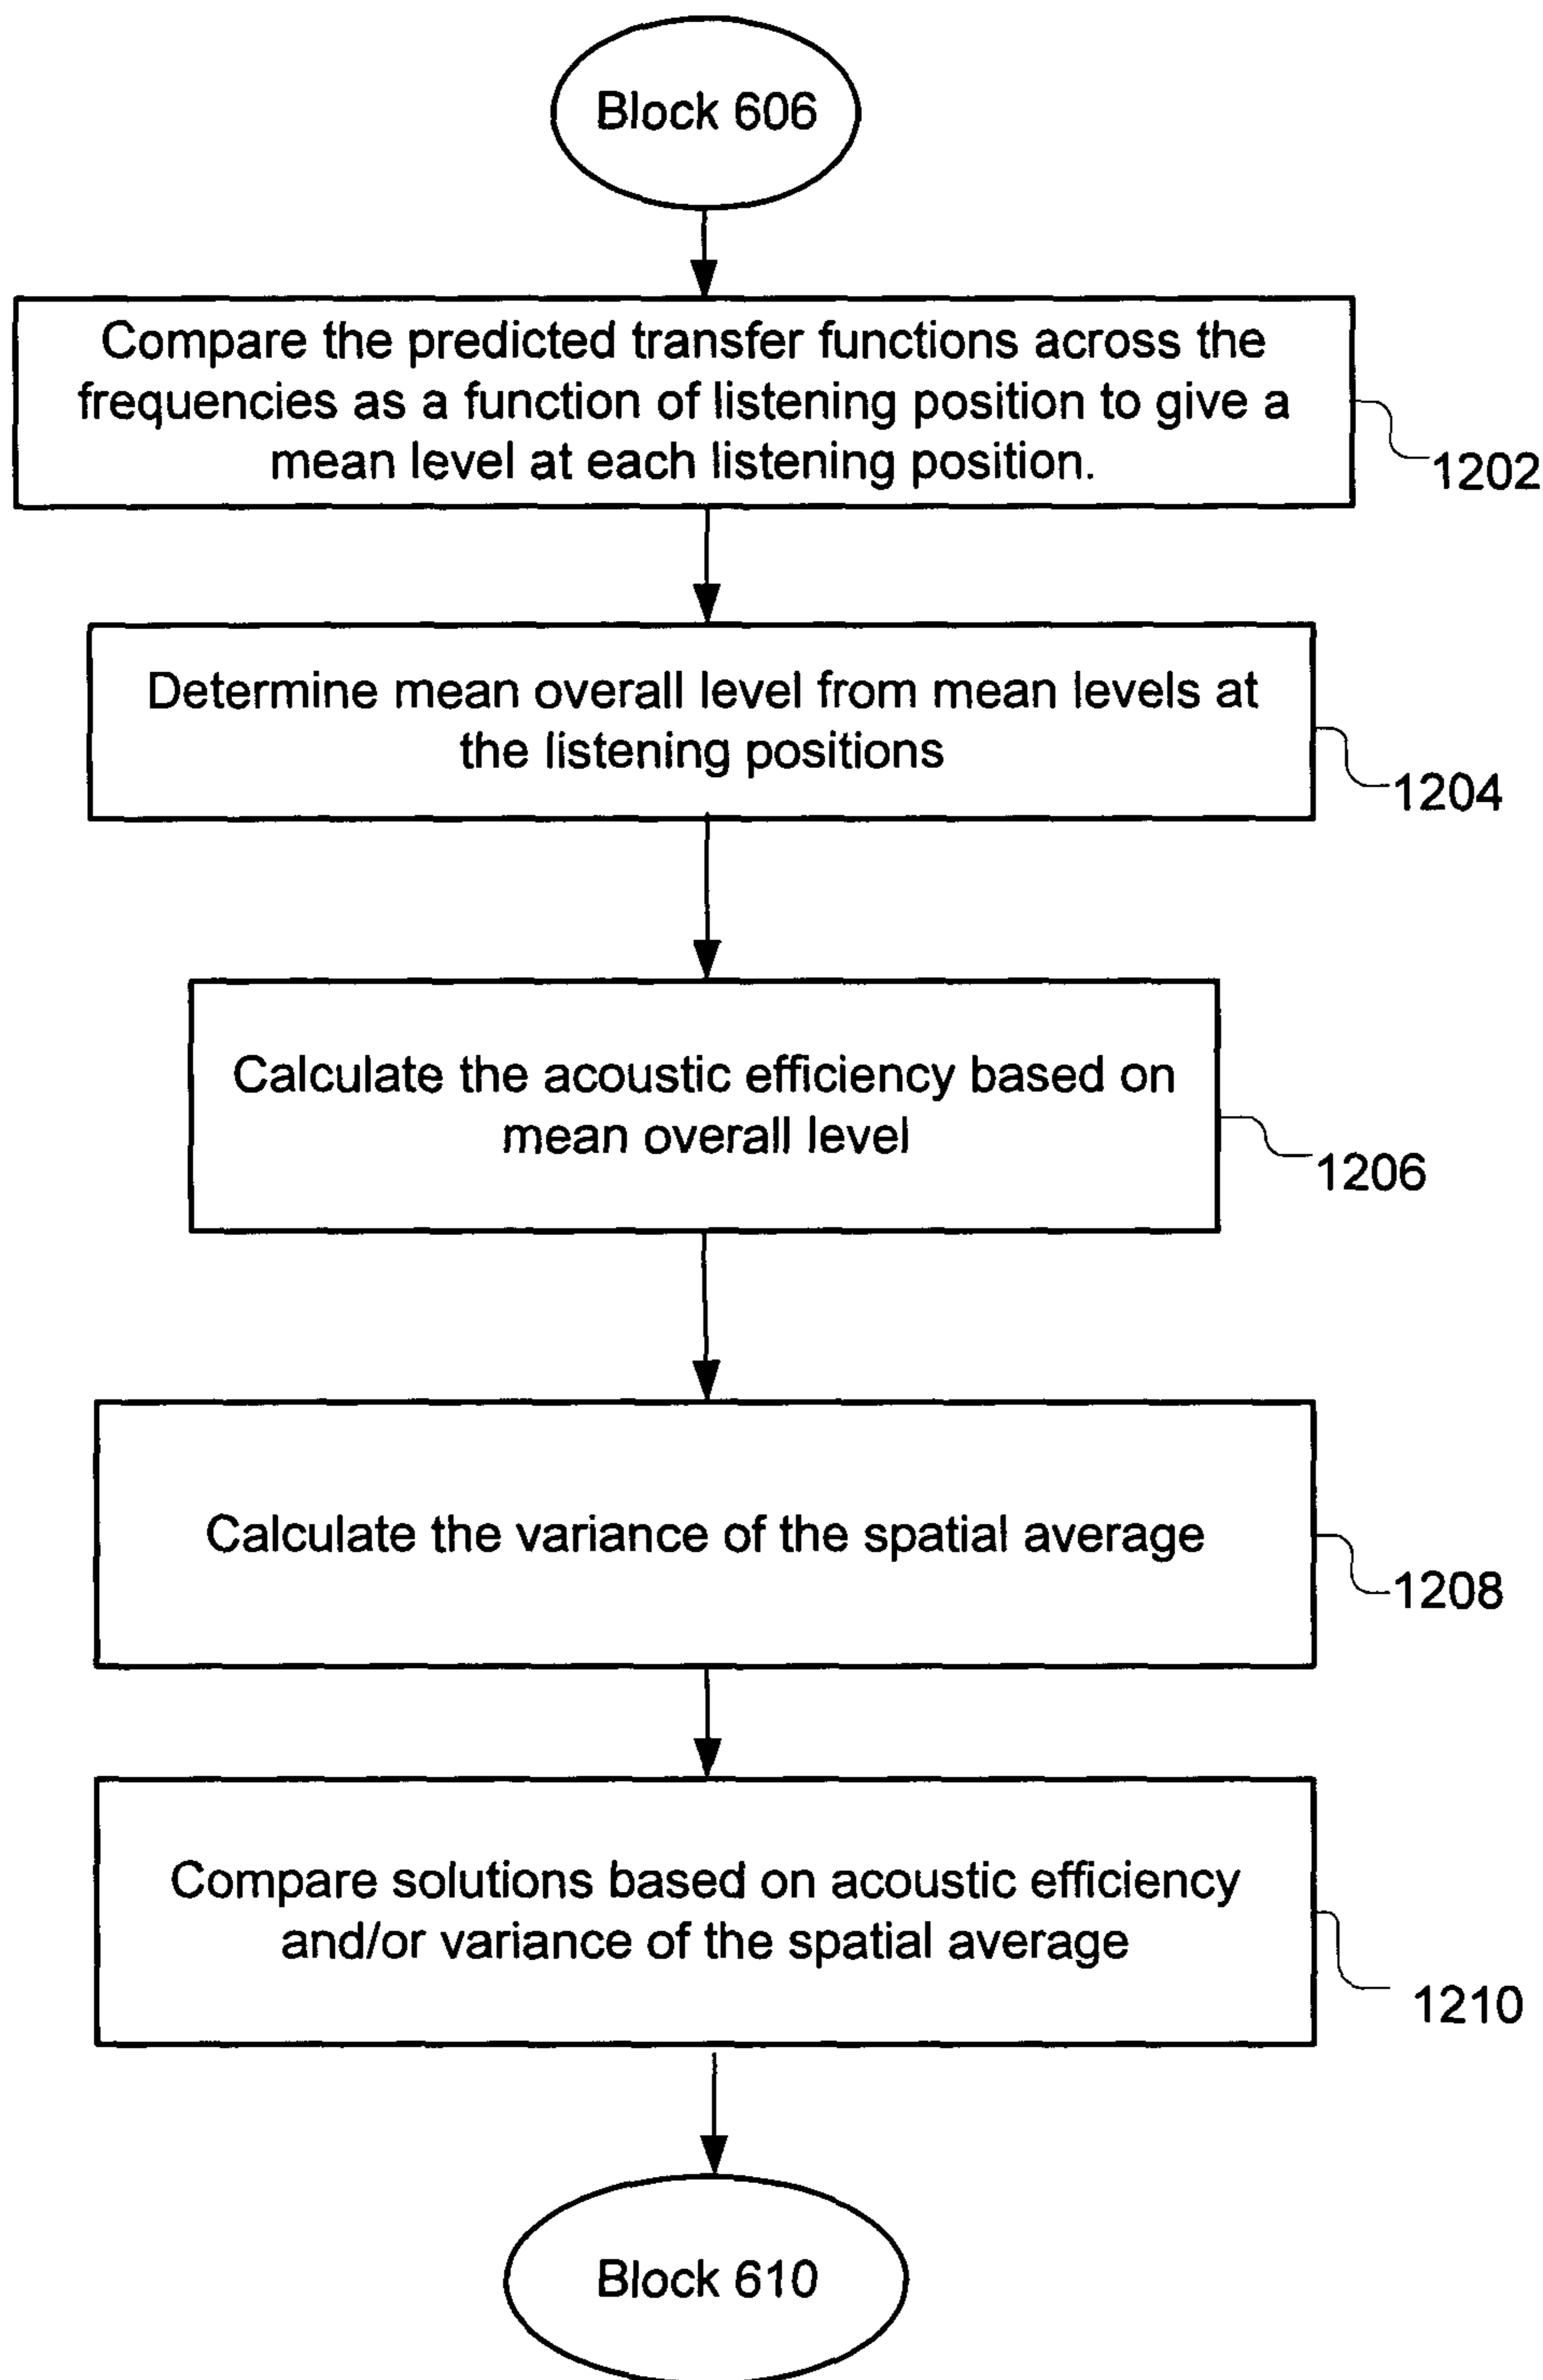 Block 606
Compare the predicted transfer functions across the
frequencies as a function of listening position to give a
mean level at each listening position.
1202
Determine mean overall level from mean levels at
the listening positions
1204
Calculate the acoustic efficiency based on
mean overall level
1206
Calculate the variance of the spatial average
1208
Compare solutions based on acoustic efficiency
and/or variance of the spatial average
1210
Block 610